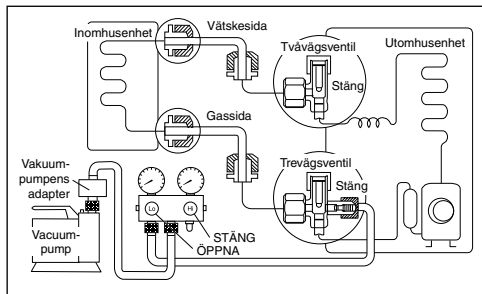 Inomhusenhet
Vätskesida
Tvåvägsventil
Utomhusenhet
Stäng
Gassida
Trevägsventil
Stäng
Vakuum-
pumpens
adapter
Lo
HI
STÄNG
ÖPPNA
Vacuum-
pump